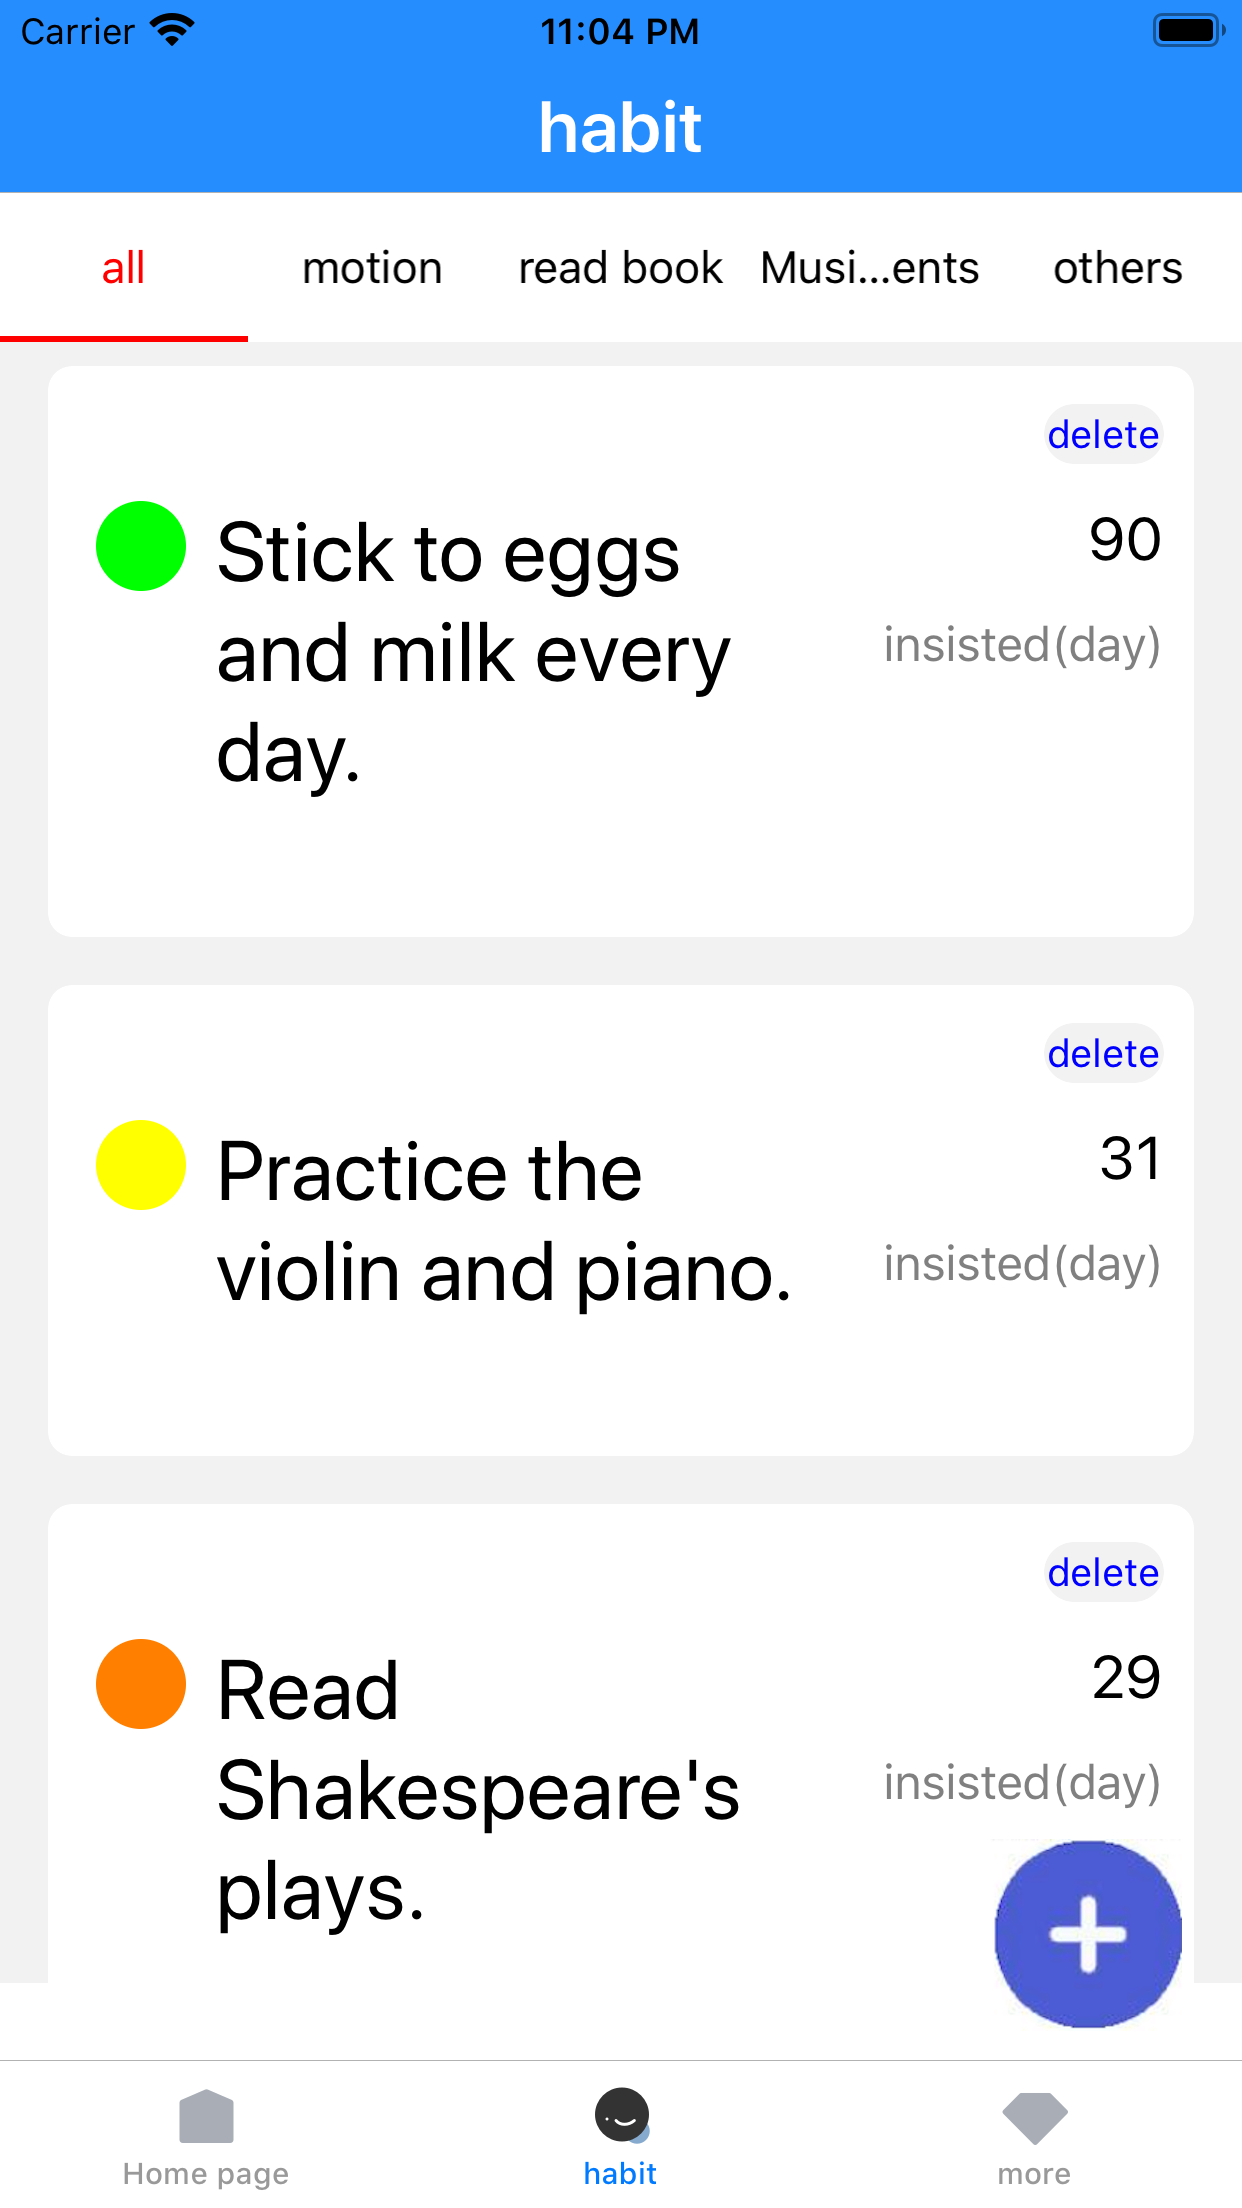 Carrier 11:04 PM
habit
all motion read book Musi...ents others
delete
Stick to eggs
and milk every
day.
90
insisted(day)
delete
Practice the
violin and piano.
31
insisted(day)
delete
Read
Shakespeare's
plays.
29
insisted(day)
Home page habit more